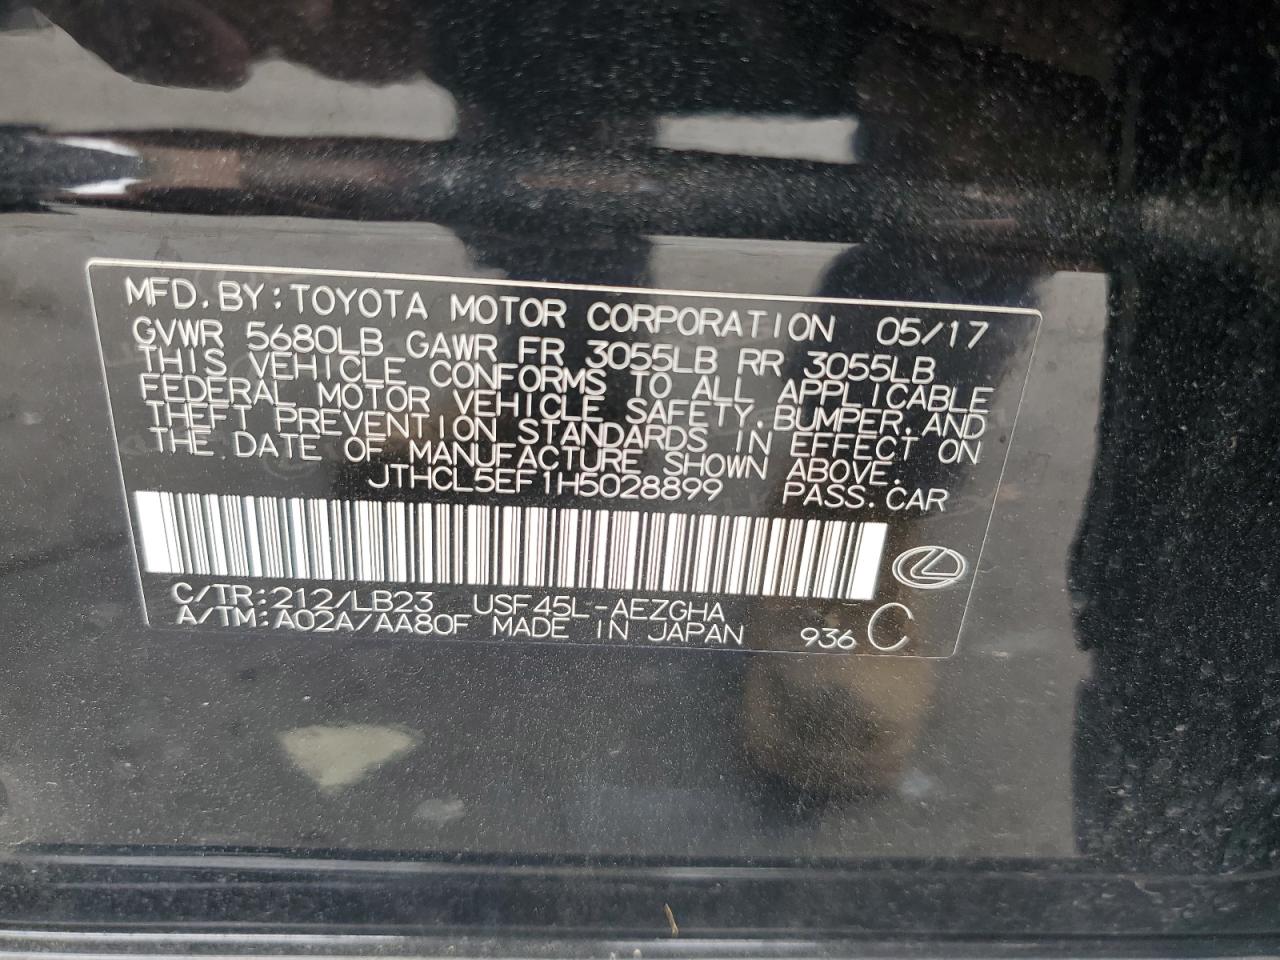 MFD. BY: TOYOTA MOTOR CORPORATION 05/17
GVWR 5680LB GAWR FR 3055LB RR 3055LB
THIS VEHICLE CONFORMS TO ALL APPLICABLE
FEDERAL MOTOR VEHICLE SAFETY, BUMPER, AND
THEFT PREVENTION STANDARDS IN EFFECT ON
THE DATE OF MANUFACTURE SHOWN ABOVE.
JTHCL5EF1H5028899 PASS. CAR
C/TR: 212/LB23 USF45L-AEZGHA
A/TM: A02A/AA80F MADE IN JAPAN 936 C